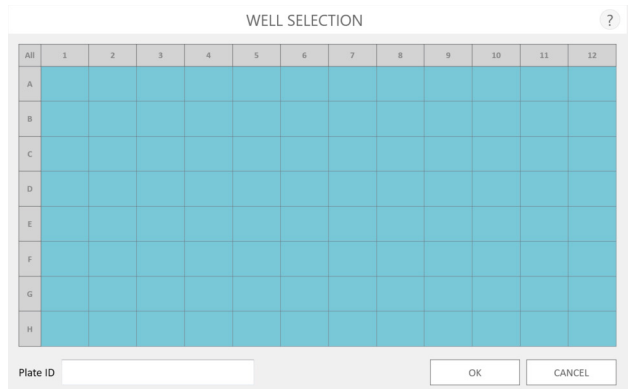 WELL SELECTION ?
All 1 2 3 4 5 6 7 8 9 10 11 12
A
B
C
D
E
F
G
H
Plate ID OK CANCEL